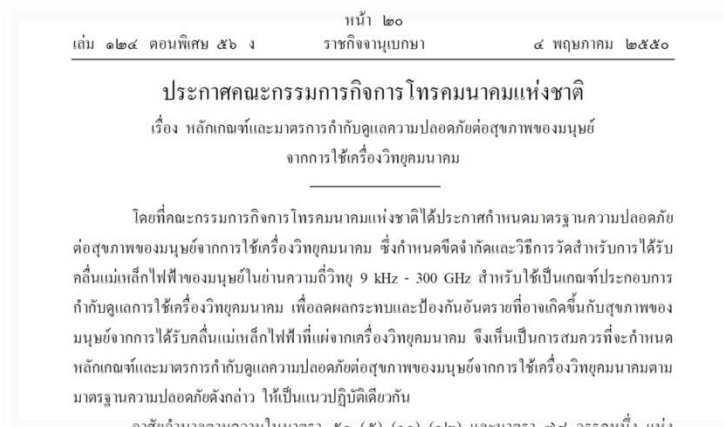 หน้า ๒๐
เล่ม ๑๒๔ ตอนพิเศษ ๕๖ ง ราชกิจจานุเบกษา ๔ พฤษภาคม ๒๕๕๐
ประกาศคณะกรรมการกิจการโทรคมนาคมแห่งชาติ
เรื่อง หลักเกณฑ์และมาตรการกำกับดูแลความปลอดภัยต่อสุขภาพของมนุษย์
จากการใช้เครื่องวิทยุคมนาคม
โดยที่คณะกรรมการกิจการโทรคมนาคมแห่งชาติได้ประกาศกำหนดมาตรฐานความปลอดภัย
ต่อสุขภาพของมนุษย์จากการใช้เครื่องวิทยุคมนาคม ซึ่งกำหนดขีดจำกัดและวิธีการวัดสำหรับการได้รับ
คลื่นแม่เหล็กไฟฟ้าของมนุษย์ในย่านความถี่วิทยุ 9 kHz - 300 GHz สำหรับใช้เป็นเกณฑ์ประกอบการ
กำกับดูแลการใช้เครื่องวิทยุคมนาคม เพื่อลดผลกระทบและป้องกันอันตรายที่อาจเกิดขึ้นกับสุขภาพของ
มนุษย์จากการได้รับคลื่นแม่เหล็กไฟฟ้าที่แผ่จากเครื่องวิทยุคมนาคม จึงเห็นเป็นการสมควรที่จะกำหนด
หลักเกณฑ์และมาตรการกำกับดูแลความปลอดภัยต่อสุขภาพของมนุษย์จากการใช้เครื่องวิทยุคมนาคมตาม
มาตรฐานความปลอดภัยดังกล่าว ให้เป็นแนวปฏิบัติเดียวกัน